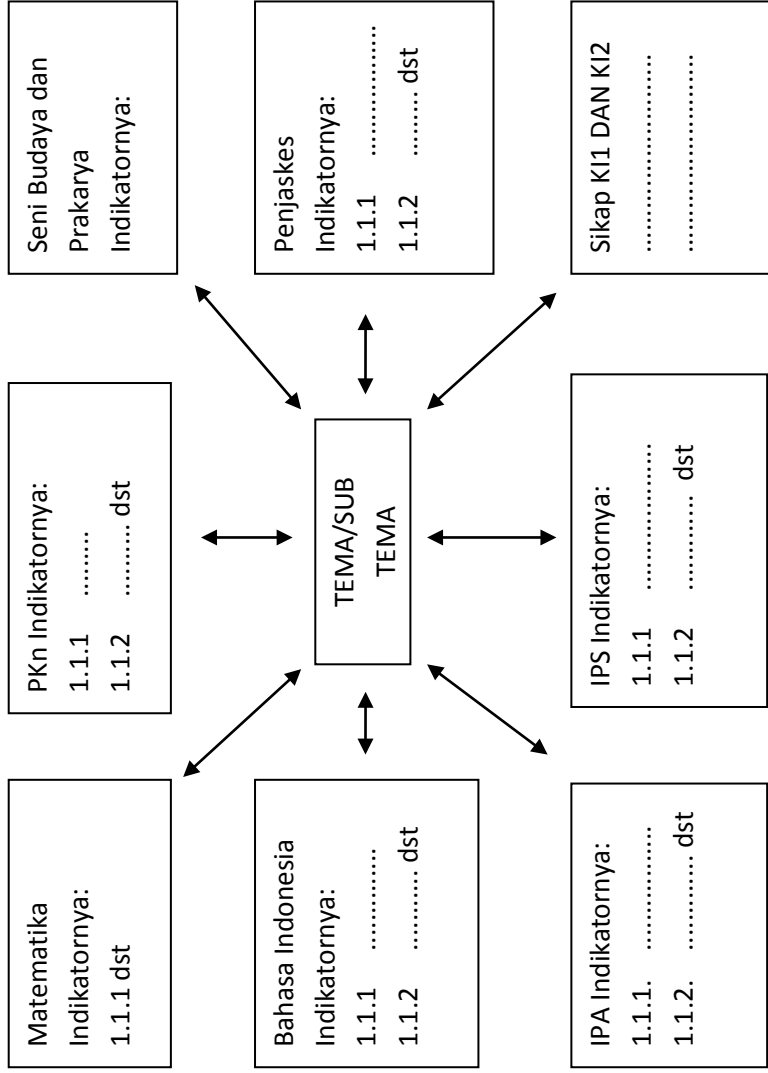 Matematika
Indikatornya:
1.1.1 dst
PKn Indikatornya:
1.1.1 ..........
1.1.2 ............ dst
Seni Budaya dan
Prakarya
Indikatornya:
Bahasa Indonesia
Indikatornya:
1.1.1 ......................
1.1.2 ............... dst
TEMA/SUB
TEMA
Penjaskes
Indikatornya:
1.1.1 ......................
1.1.2 .......... dst
IPA Indikatornya:
1.1.1. ......................
1.1.2. ............... dst
IPS Indikatornya:
1.1.1 ......................
1.1.2 ............... dst
Sikap KI1 DAN KI2
..............................
..............................